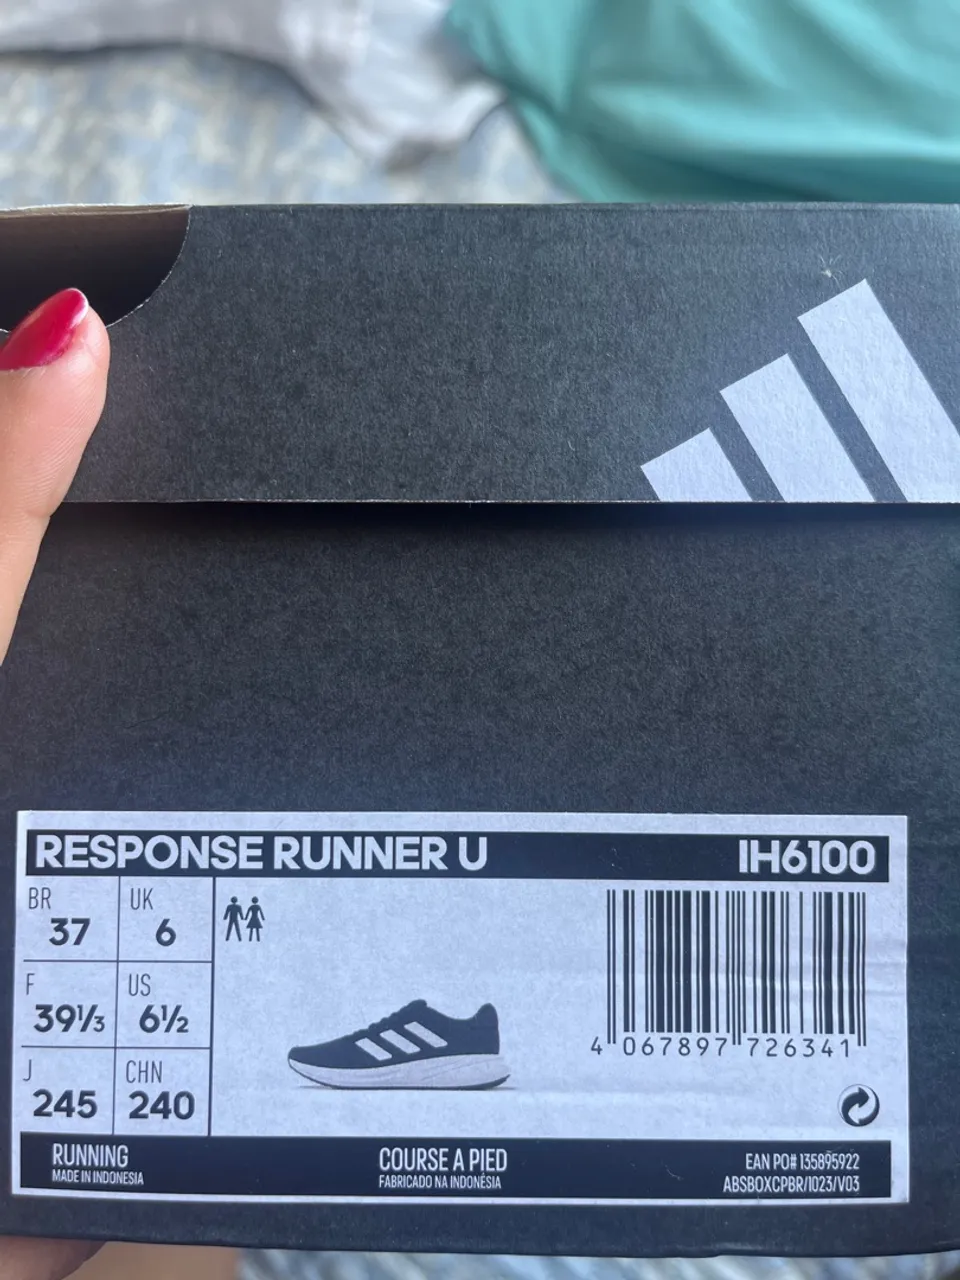 RESPONSE RUNNER U IH6100
BR 37 UK 6
F 39⅓ US 6½
J 245 CHN 240
4 067897 726341
RUNNING
MADE IN INDONESIA
COURSE A PIED
FABRICADO NA INDONÉSIA
EAN PO# 135895922
ABSBOXCPBR/1023/V03